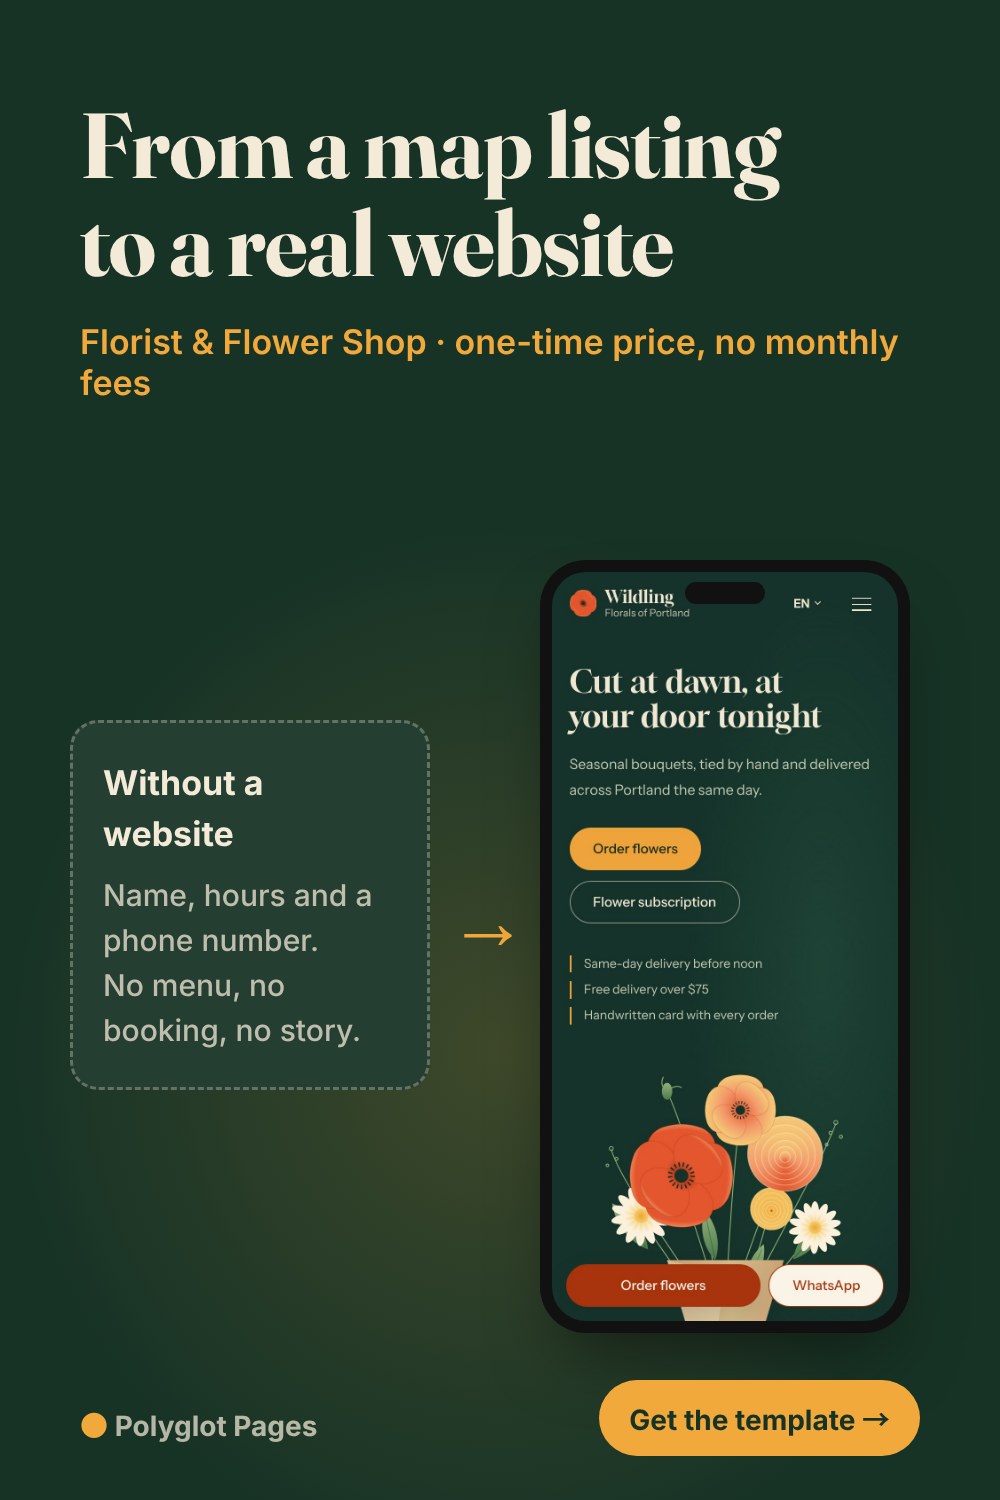 From a map listing
to a real website
Florist & Flower Shop · one-time price, no monthly
fees
Without a
website
Name, hours and a
phone number.
No menu, no
booking, no story.
→
Wildling
Florals of Portland
EN
Cut at dawn, at
your door tonight
Seasonal bouquets, tied by hand and delivered
across Portland the same day.
Order flowers
Flower subscription
Same-day delivery before noon
Free delivery over $75
Handwritten card with every order
Order flowers
WhatsApp
Polyglot Pages
Get the template →